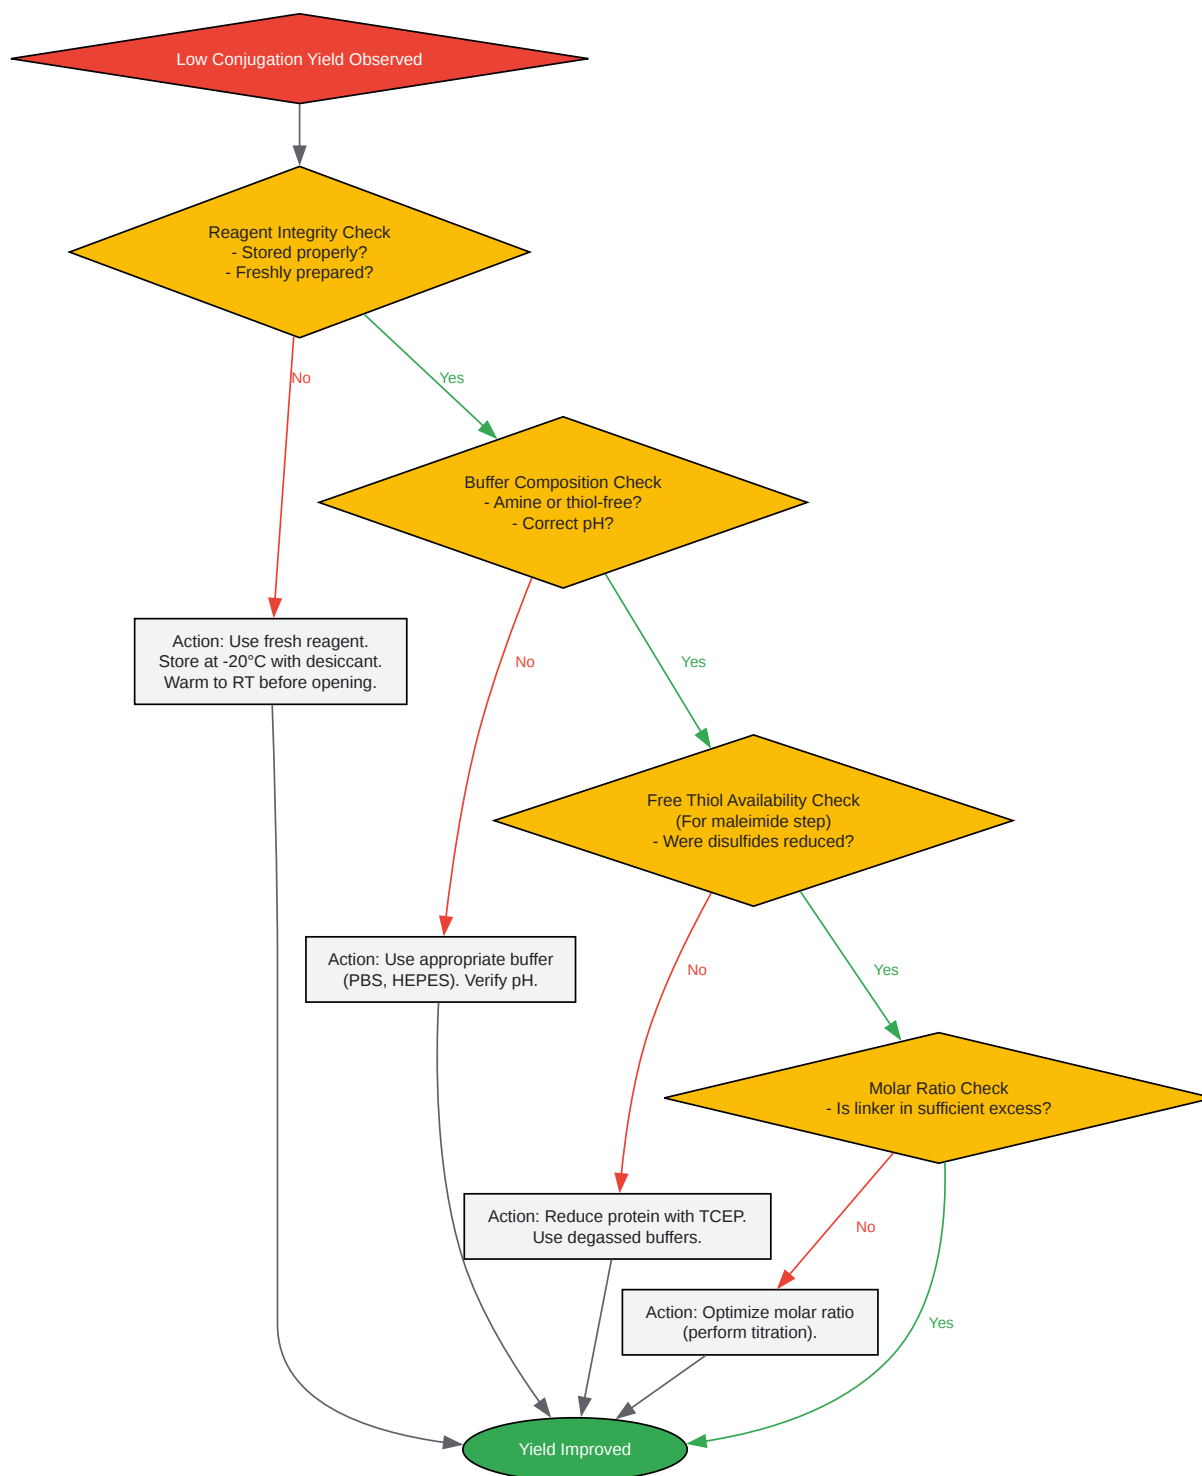 Low Conjugation Yield Observed
Reagent Integrity Check
- Stored properly?
- Freshly prepared?
No
Yes
Buffer Composition Check
- Amine or thiol-free?
- Correct pH?
Action: Use fresh reagent.
Store at -20°C with desiccant.
Warm to RT before opening.
No
Yes
Free Thiol Availability Check
(For maleimide step)
- Were disulfides reduced?
Action: Use appropriate buffer
(PBS, HEPES). Verify pH.
No
Yes
Molar Ratio Check
- Is linker in sufficient excess?
Action: Reduce protein with TCEP.
Use degassed buffers.
No
Action: Optimize molar ratio
(perform titration).
Yes
Yield Improved